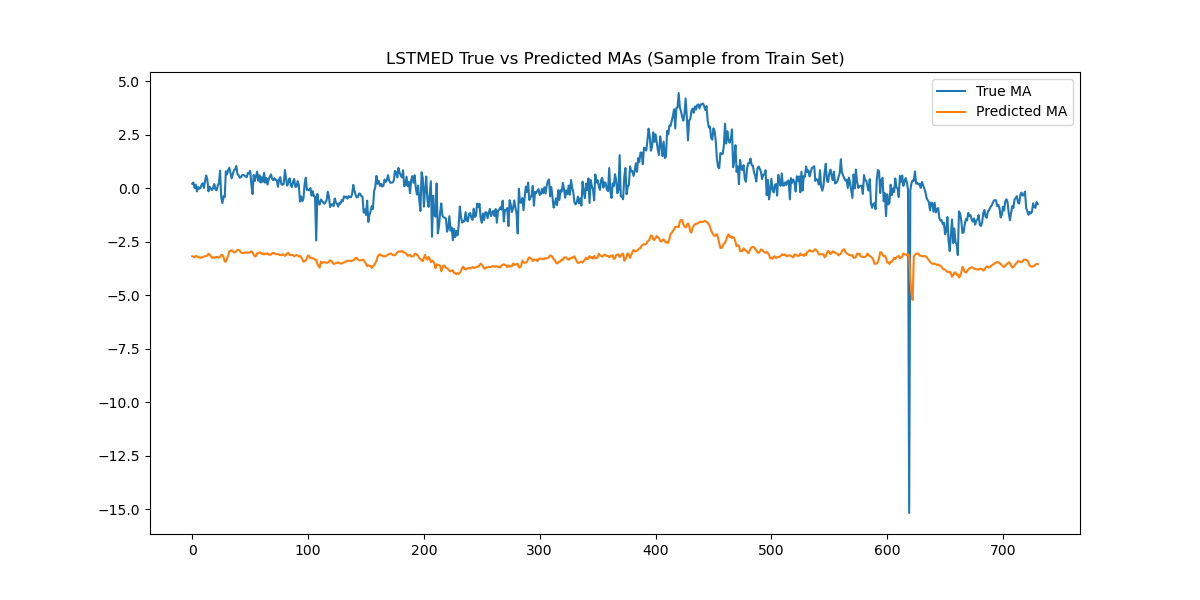 LSTMED True vs Predicted MAs (Sample from Train Set)
True MA
Predicted MA
5.0
2.5
0.0
−2.5
−5.0
−7.5
−10.0
−12.5
−15.0
0 100 200 300 400 500 600 700